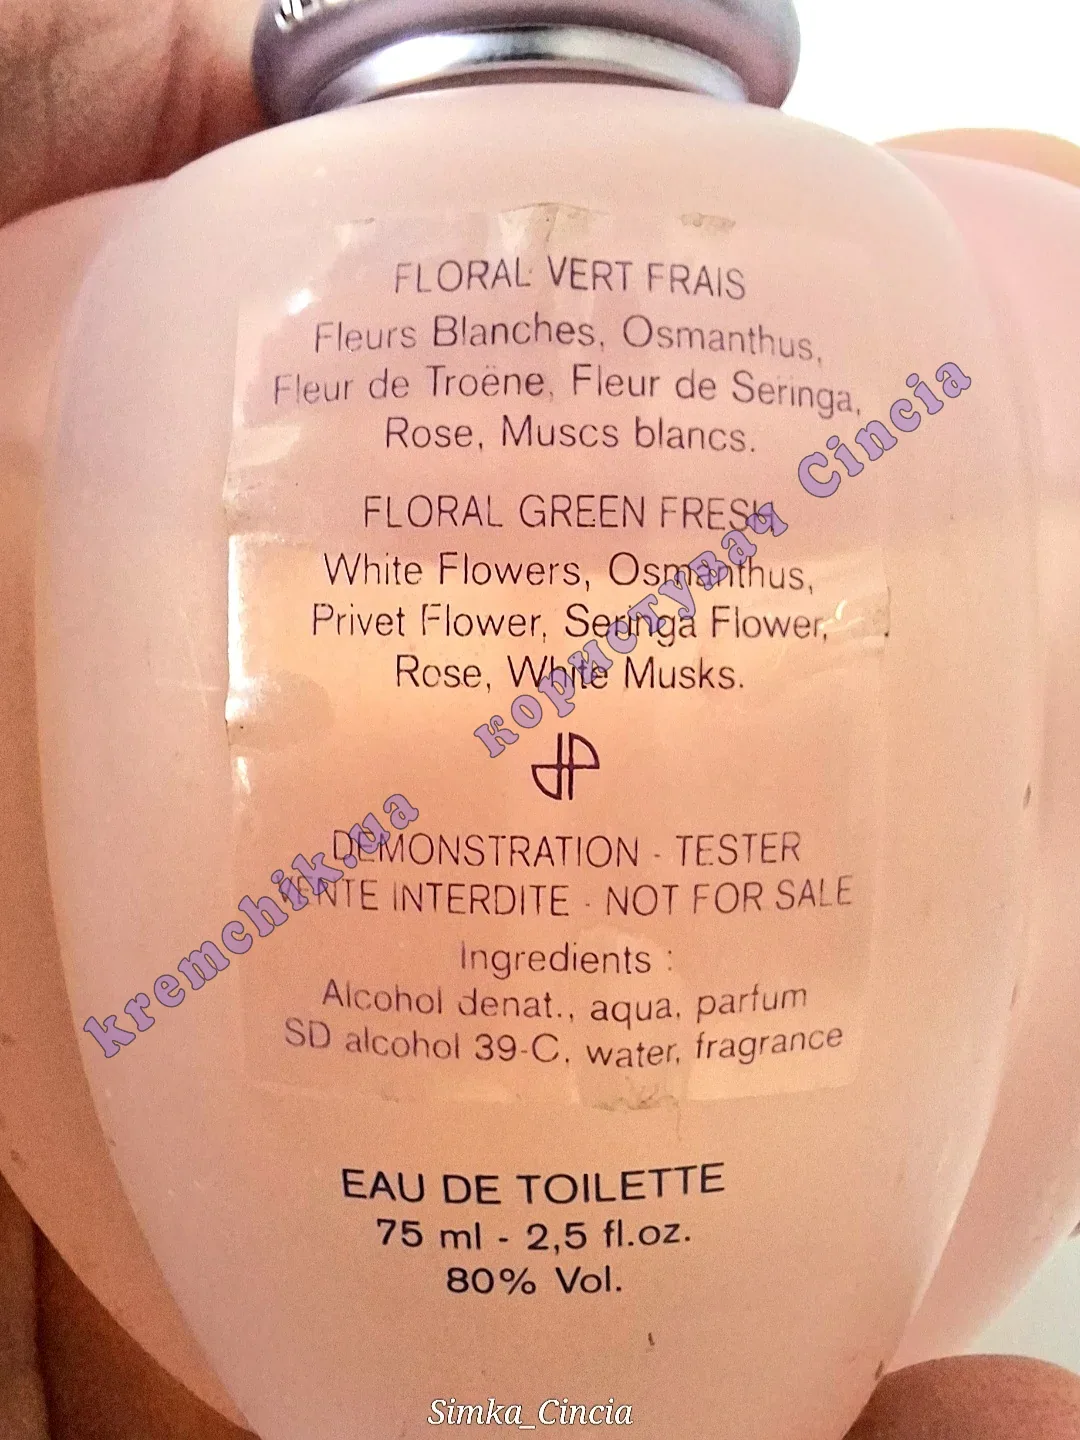 FLORAL VERT FRAIS
Fleurs Blanches, Osmanthus,
Fleur de Troëne, Fleur de Seringa,
Rose, Muscs blancs.
FLORAL GREEN FRESH
White Flowers, Osmanthus,
Privet Flower, Seringa Flower,
Rose, White Musks.
JP
DEMONSTRATION - TESTER
VENTE INTERDITE - NOT FOR SALE
Ingredients :
Alcohol denat., aqua, parfum
SD alcohol 39-C, water, fragrance
EAU DE TOILETTE
75 ml - 2,5 fl.oz.
80% Vol.
kremchik.ua користувач Cincia
Simka_Cincia